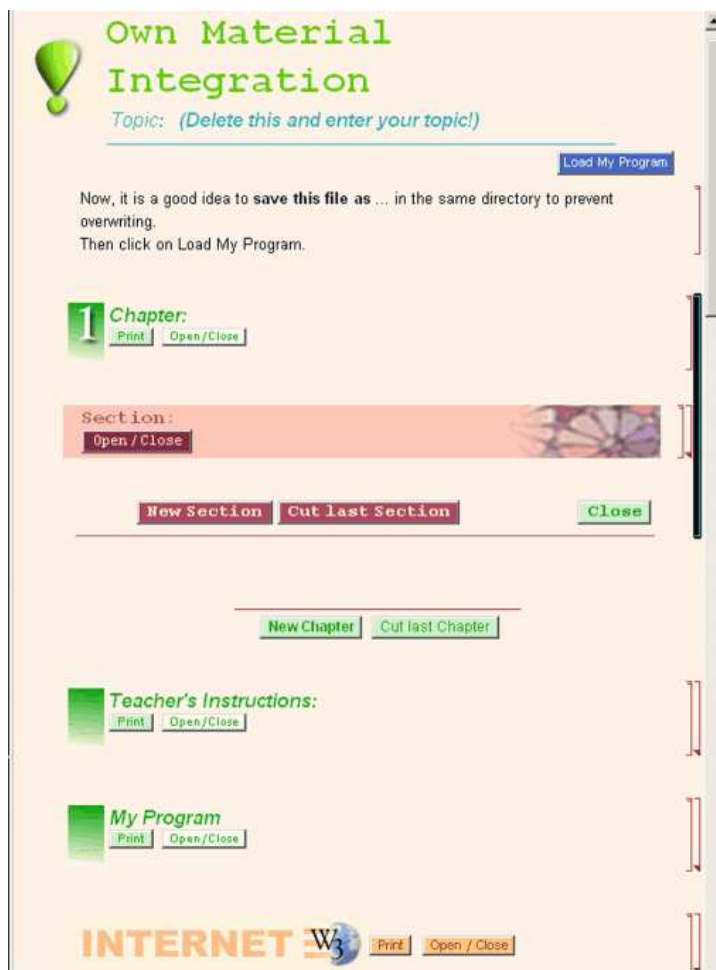 Own Material
Integration
Topic: (Delete this and enter your topic!)
Load My Program
Now, it is a good idea to save this file as ... in the same directory to prevent
overwriting.
Then click on Load My Program.
1 Chapter:
Print Open/Close
Section:
Open / Close
New Section Cut last Section Close
New Chapter Cut last Chapter
Teacher's Instructions:
Print Open/Close
My Program
Print Open/Close
INTERNET W3 Print Open / Close